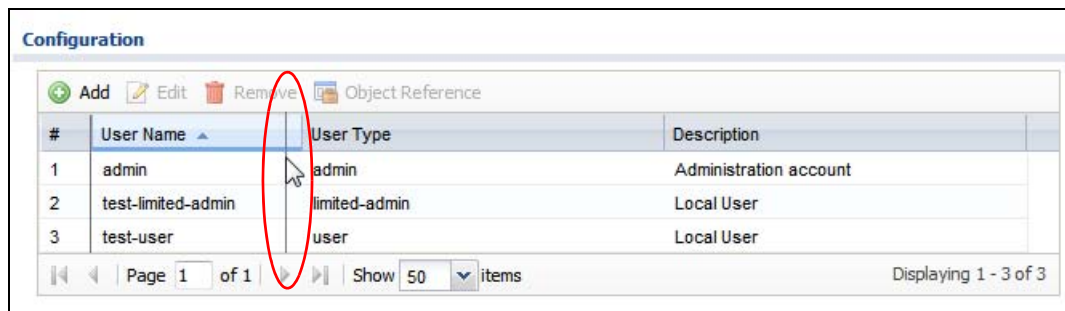 Configuration
Add Edit Remove Object Reference
# User Name User Type Description
1 admin admin Administration account
2 test-limited-admin limited-admin Local User
3 test-user user Local User
Page 1 of 1 Show 50 items Displaying 1 - 3 of 3